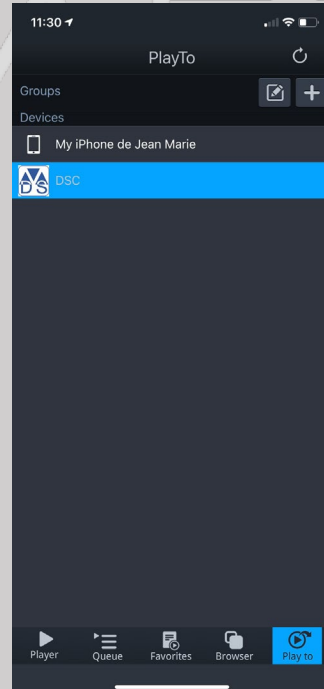 11:30
PlayTo
Groups
Devices
My iPhone de Jean Marie
DSC
Player
Queue
Favorites
Browser
Play to